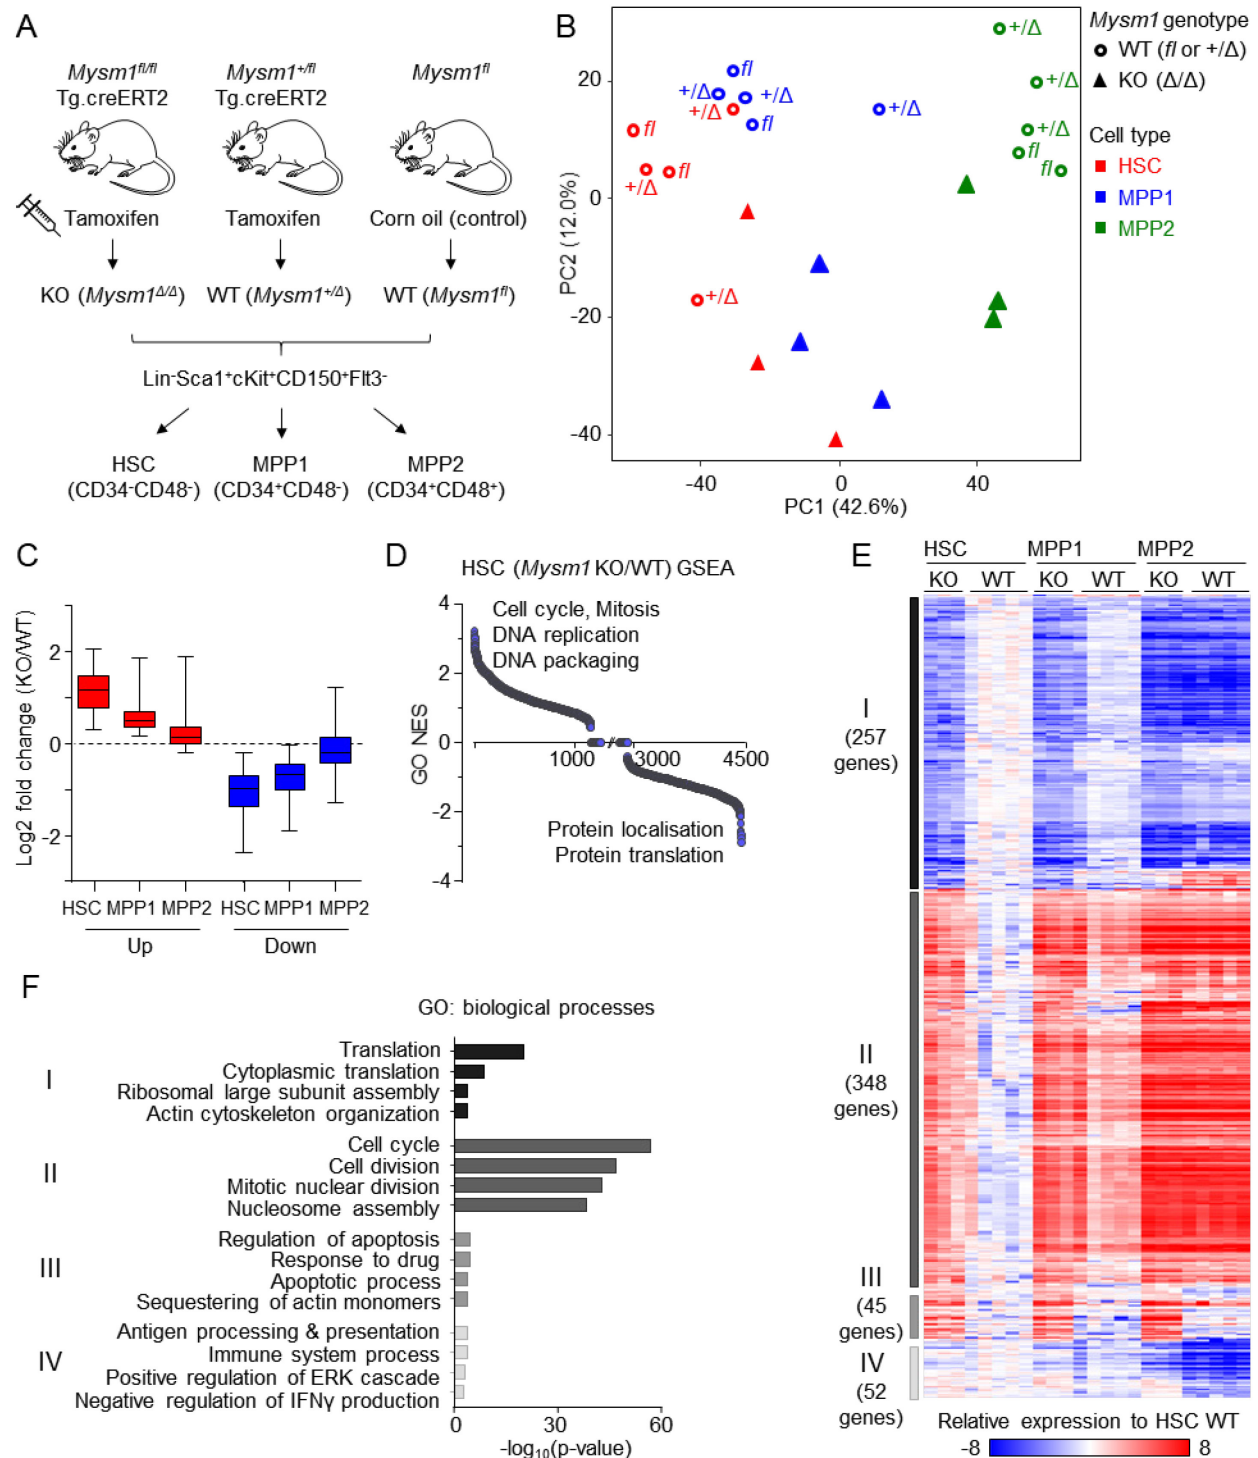 A
Mysm1fl/fl
Tg.creERT2
Mysm1+/fl
Tg.creERT2
Mysm1fl
Tamoxifen
Tamoxifen
Corn oil (control)
KO (Mysm1Δ/Δ)
WT (Mysm1+/Δ)
WT (Mysm1fl)
Lin-Sca1+cKit+CD150+Flt3-
HSC
(CD34-CD48-)
MPP1
(CD34+CD48-)
MPP2
(CD34+CD48+)
B
PC2 (12.0%)
20
0
-20
-40
fl
+/Δ
+/Δ
+/Δ
fl
fl
+/Δ
fl
+/Δ
+/Δ
+/Δ
+/Δ
+/Δ
fl
fl
-40
0
40
PC1 (42.6%)
Mysm1 genotype
WT (fl or +/Δ)
KO (Δ/Δ)
Cell type
HSC
MPP1
MPP2
C
Log2 fold change (KO/WT)
2
0
-2
HSC MPP1 MPP2 HSC MPP1 MPP2
Up
Down
D
HSC (Mysm1 KO/WT) GSEA
GO NES
4
2
0
-2
-4
Cell cycle, Mitosis
DNA replication
DNA packaging
1000 // 3000 4500
Protein localisation
Protein translation
E
HSC MPP1 MPP2
KO WT KO WT KO WT
I
(257
genes)
II
(348
genes)
III
(45
genes)
IV
(52
genes)
Relative expression to HSC WT
-8 8
F
GO: biological processes
I
Translation
Cytoplasmic translation
Ribosomal large subunit assembly
Actin cytoskeleton organization
II
Cell cycle
Cell division
Mitotic nuclear division
Nucleosome assembly
III
Regulation of apoptosis
Response to drug
Apoptotic process
Sequestering of actin monomers
IV
Antigen processing & presentation
Immune system process
Positive regulation of ERK cascade
Negative regulation of IFNγ production
0 30 60
-log10(p-value)